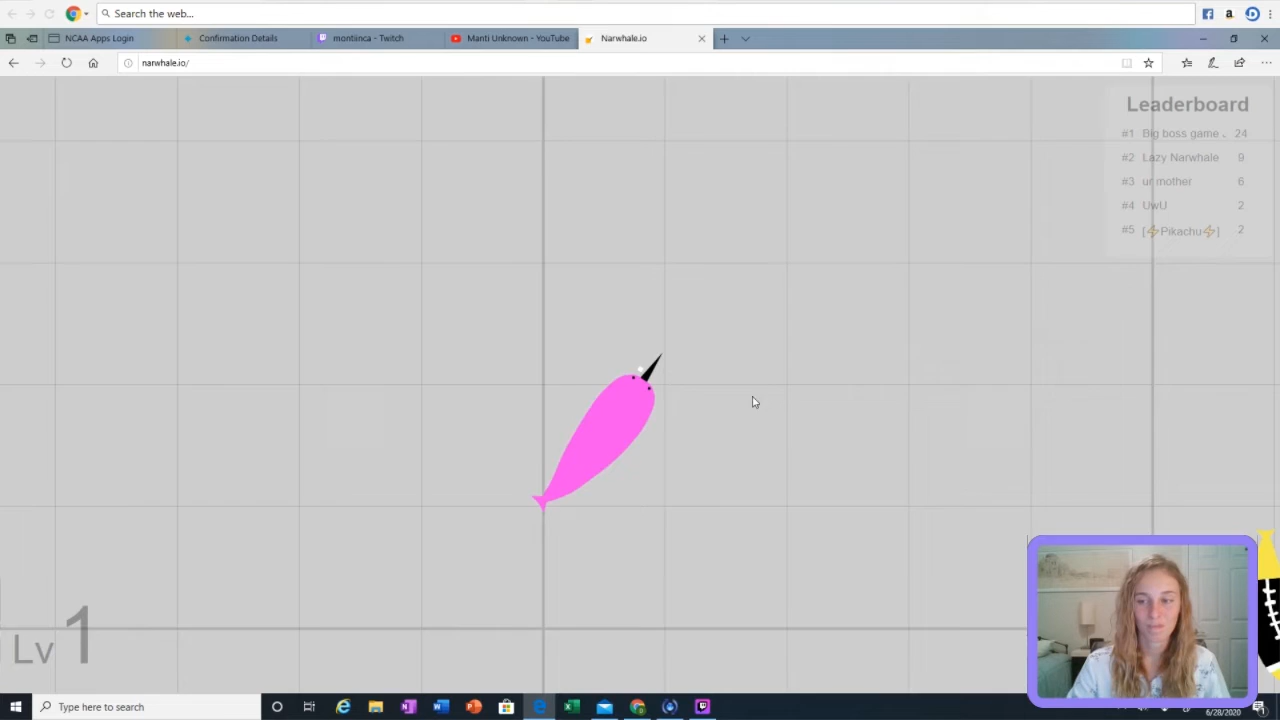 Search the web...
NCAA Apps Login
Confirmation Details
montiinca - Twitch
Manti Unknown - YouTube
Narwhale.io
narwhale.io/
Leaderboard
#1 Big boss game . 24
#2 Lazy Narwhale 9
#3 ur mother 6
#4 UwU 2
#5 [⚡Pikachu⚡] 2
Lv 1
Type here to search
6/28/2020